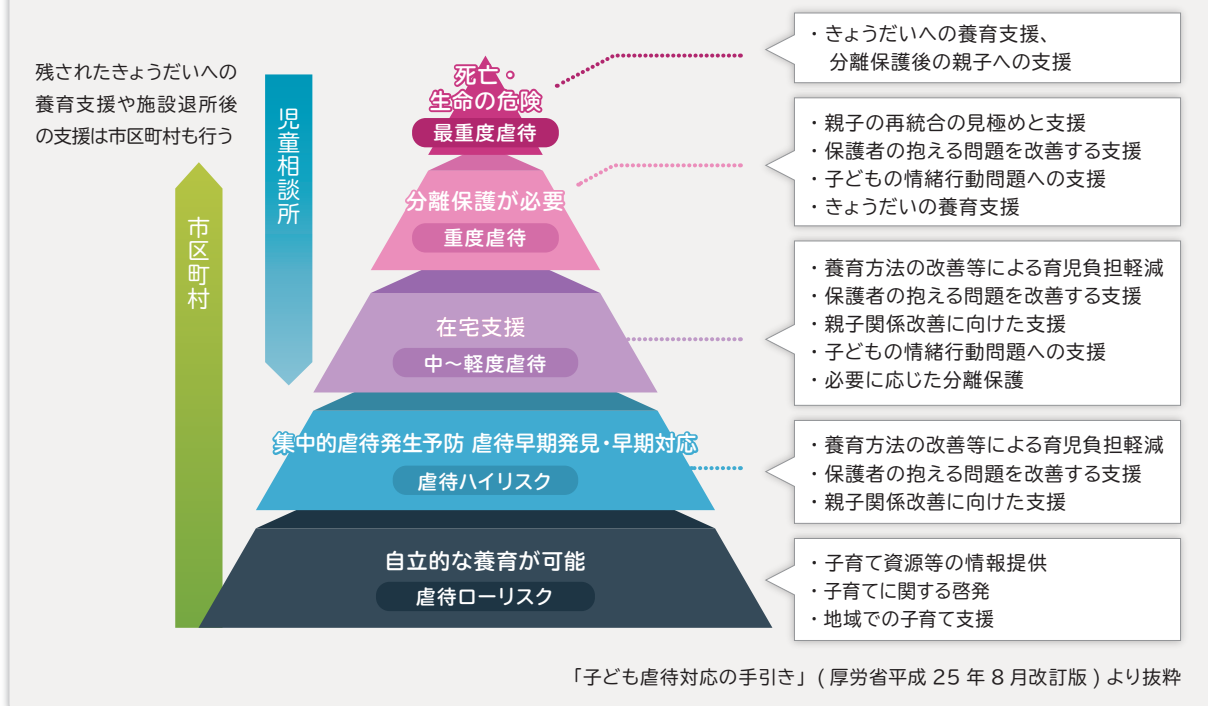 残されたきょうだいへの
養育支援や施設退所後
の支援は市区町村も行う
児童相談所
市区町村
死亡・
生命の危険
最重度虐待
・きょうだいへの養育支援、
分離保護後の親子への支援
分離保護が必要
重度虐待
・親子の再統合の見極めと支援
・保護者の抱える問題を改善する支援
・子どもの情緒行動問題への支援
・きょうだいの養育支援
在宅支援
中～軽度虐待
・養育方法の改善等による育児負担軽減
・保護者の抱える問題を改善する支援
・親子関係改善に向けた支援
・子どもの情緒行動問題への支援
・必要に応じた分離保護
集中的虐待発生予防 虐待早期発見・早期対応
虐待ハイリスク
・養育方法の改善等による育児負担軽減
・保護者の抱える問題を改善する支援
・親子関係改善に向けた支援
自立的な養育が可能
虐待ローリスク
・子育て資源等の情報提供
・子育てに関する啓発
・地域での子育て支援
「子ども虐待対応の手引き」( 厚労省平成 25 年 8 月改訂版 ) より抜粋